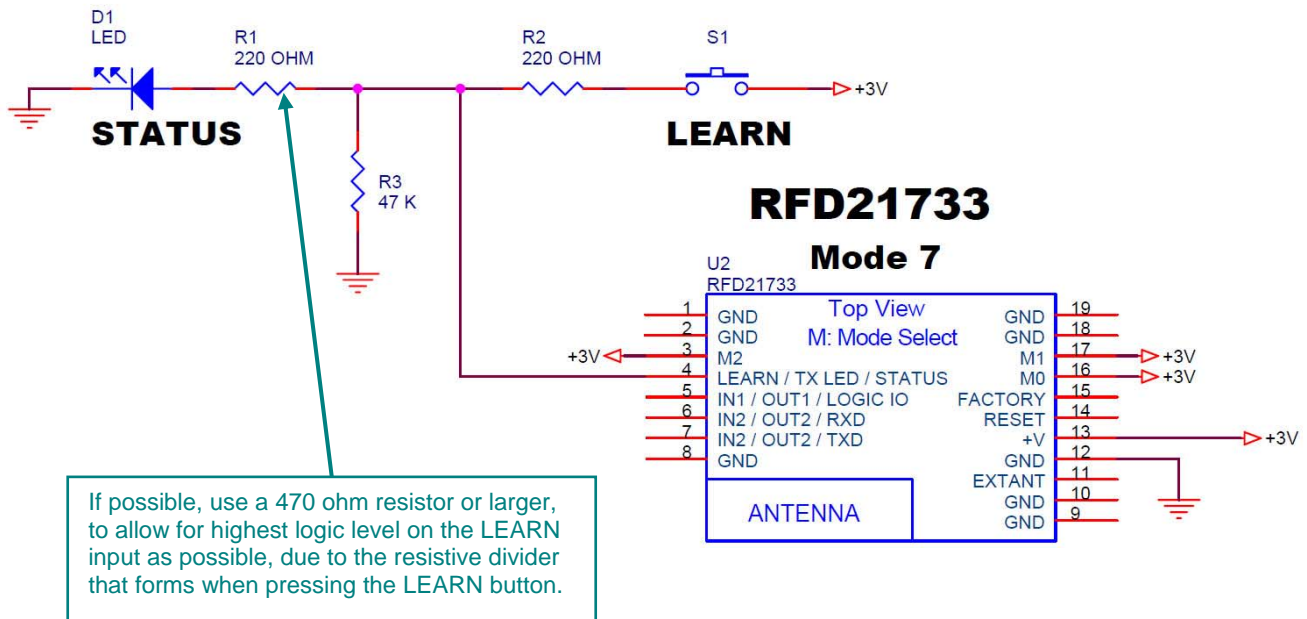 D1
LED
R1
220 OHM
R2
220 OHM
S1
+3V
STATUS
LEARN
R3
47 K
RFD21733
Mode 7
U2
RFD21733
Top View
M: Mode Select
1 GND
2 GND
+3V 3 M2
4 LEARN / TX LED / STATUS
5 IN1 / OUT1 / LOGIC IO
6 IN2 / OUT2 / RXD
7 IN2 / OUT2 / TXD
8 GND
GND 19
GND 18
M1 17 +3V
M0 16 +3V
FACTORY 15
RESET 14
+V 13 +3V
GND 12
EXTANT 11
GND 10
GND 9
ANTENNA
If possible, use a 470 ohm resistor or larger,
to allow for highest logic level on the LEARN
input as possible, due to the resistive divider
that forms when pressing the LEARN button.